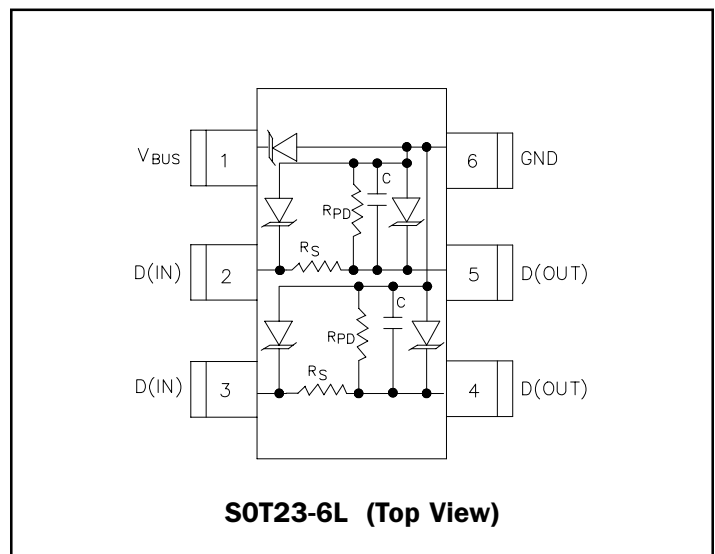 VBUS 1 6 GND
C
RPD
RS
D(IN) 2 5 D(OUT)
C
RPD
RS
D(IN) 3 4 D(OUT)
SOT23-6L (Top View)